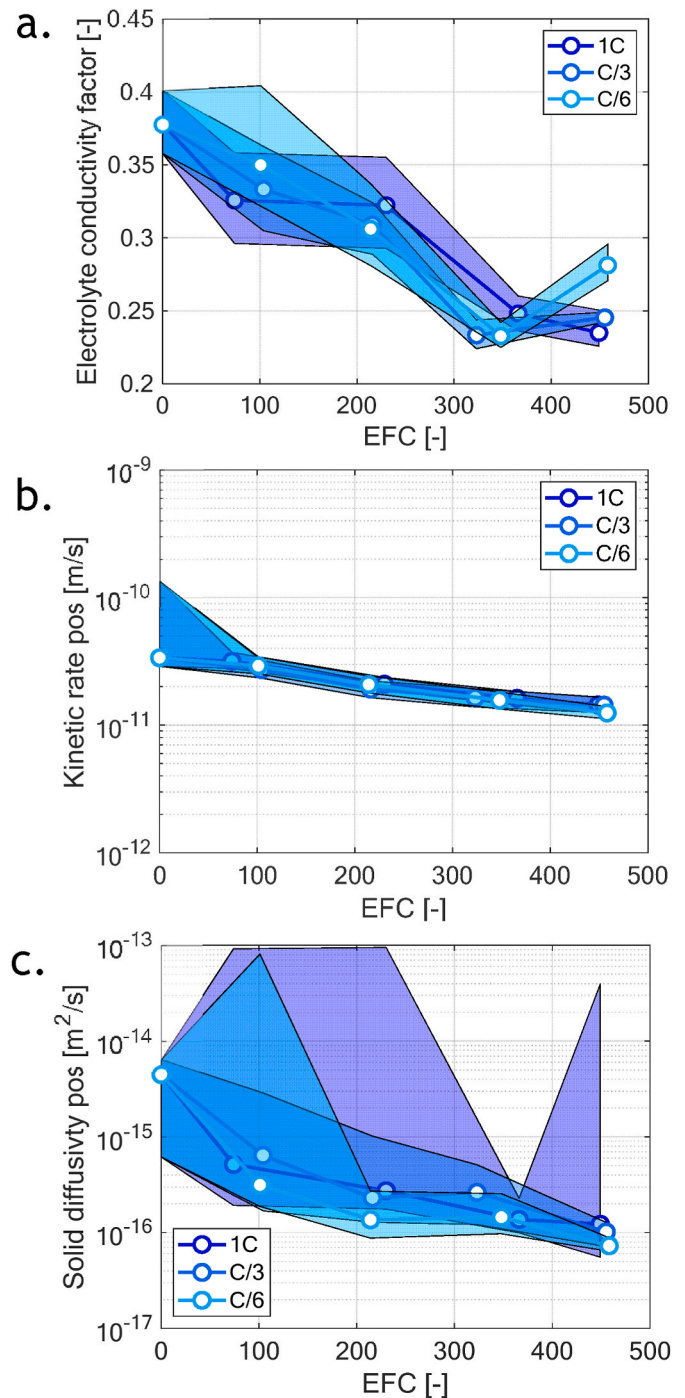 a.
Electrolyte conductivity factor [-]
0.45
0.4
0.35
0.3
0.25
0.2
1C
C/3
C/6
0 100 200 300 400 500
EFC [-]
b.
Kinetic rate pos [m/s]
10-9
10-10
10-11
10-12
1C
C/3
C/6
0 100 200 300 400 500
EFC [-]
c.
Solid diffusivty pos [m2/s]
10-13
10-14
10-15
10-16
10-17
1C
C/3
C/6
0 100 200 300 400 500
EFC [-]